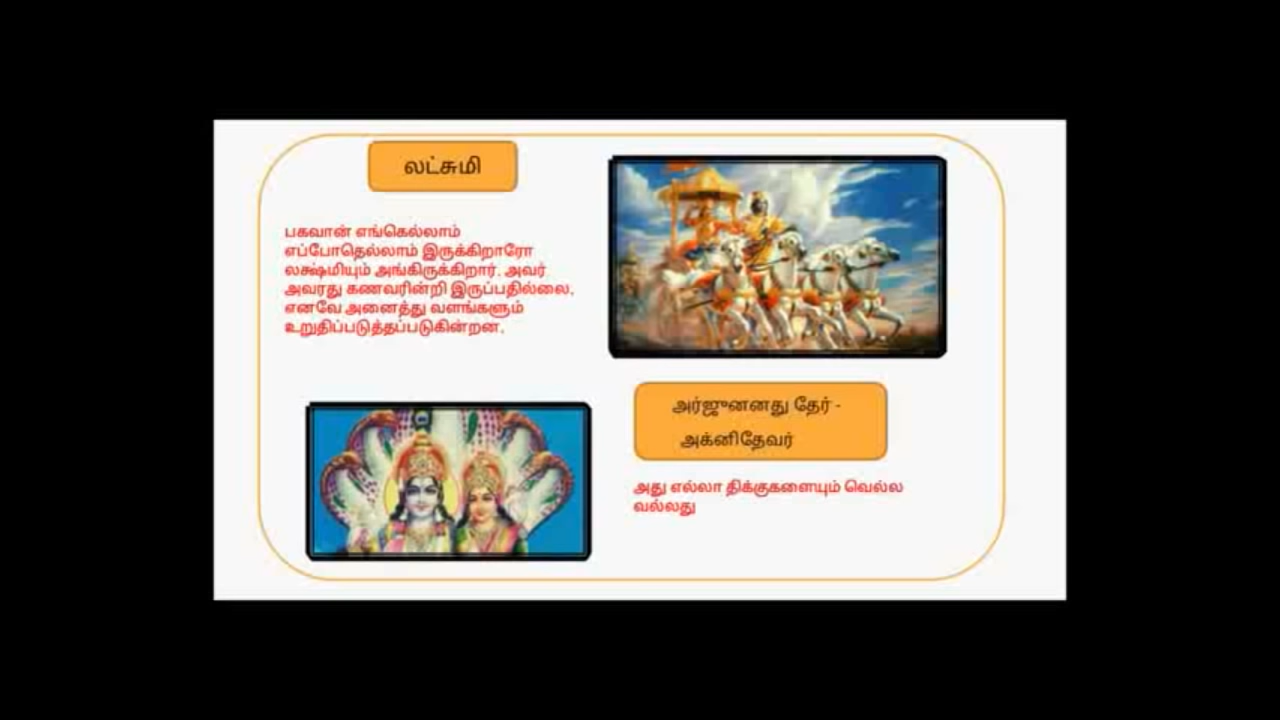 லட்சுமி
பகவான் எங்கெல்லாம்
எப்போதெல்லாம் இருக்கிறாரோ
லக்ஷ்மியும் அங்கிருக்கிறார். அவர்
அவரது கணவரின்றி இருப்பதில்லை.
எனவே அனைத்து வளங்களும்
உறுதிப்படுத்தப்படுகின்றன.
அர்ஜுனனது தேர் -
அக்னிதேவர்
அது எல்லா திக்குகளையும் வெல்ல
வல்லது